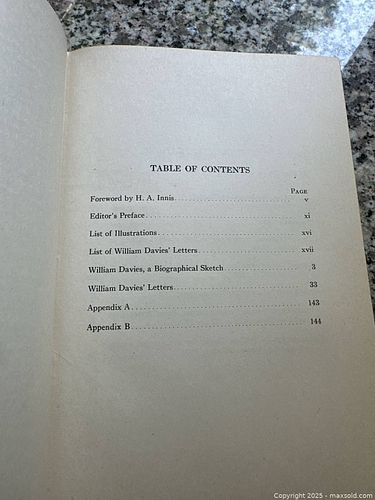 TABLE OF CONTENTS
PAGE
Foreword by H. A. Innis.......................................... v
Editor's Preface.......................................... xi
List of Illustrations.......................................... xvi
List of William Davies' Letters.......................................... xvii
William Davies, a Biographical Sketch.......................................... 3
William Davies' Letters.......................................... 33
Appendix A.......................................... 143
Appendix B.......................................... 144
Copyright © 2025 - maxsold.com